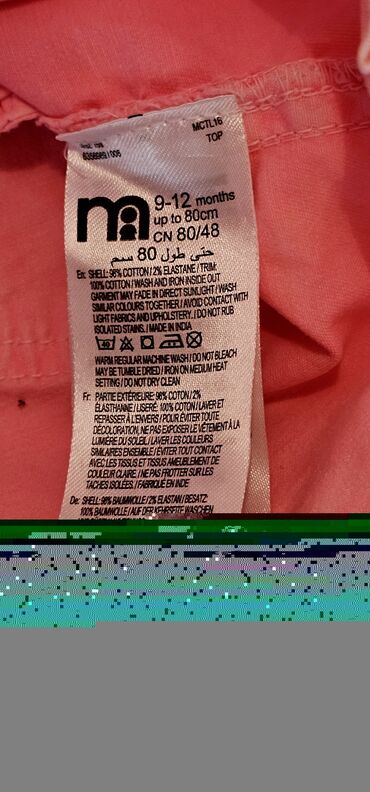 MCTL16
TOP
9-12 months
up to 80cm
CN 80/48
حتى طول 80 سم
En: SHELL: 98% COTTON / 2% ELASTANE / TRIM:
100% COTTON / WASH AND IRON INSIDE OUT
GARMENT MAY FADE IN DIRECT SUNLIGHT / WASH
SIMILAR COLOURS TOGETHER / AVOID CONTACT WITH
LIGHT FABRICS AND UPHOLSTERY. / DO NOT RUB
ISOLATED STAINS. / MADE IN INDIA
WARM REGULAR MACHINE WASH / DO NOT BLEACH
MAY BE TUMBLE DRIED / IRON ON MEDIUM HEAT
SETTING / DO NOT DRY CLEAN
Fr: PARTIE EXTÉRIEURE: 98% COTON / 2%
ÉLASTHANNE / LISERÉ: 100% COTON / LAVER ET
REPASSER À L'ENVERS / POUR ÉVITER TOUTE
DÉCOLORATION, NE PAS EXPOSER LE VÊTEMENT À LA
LUMIÈRE DU SOLEIL / LAVER LES COULEURS
SIMILAIRES ENSEMBLE / ÉVITER TOUT CONTACT
AVEC LES TISSUS ET TISSUS AMEUBLEMENT DE
COULEUR CLAIRE. / NE PAS FROTTER SUR LES
TACHES ISOLÉES. / FABRIQUÉ EN INDE
De: SHELL: 98% BAUMWOLLE / 2% ELASTAN / BESATZ:
100% BAUMWOLLE / AUF DER KEHRSEITE WASCHEN